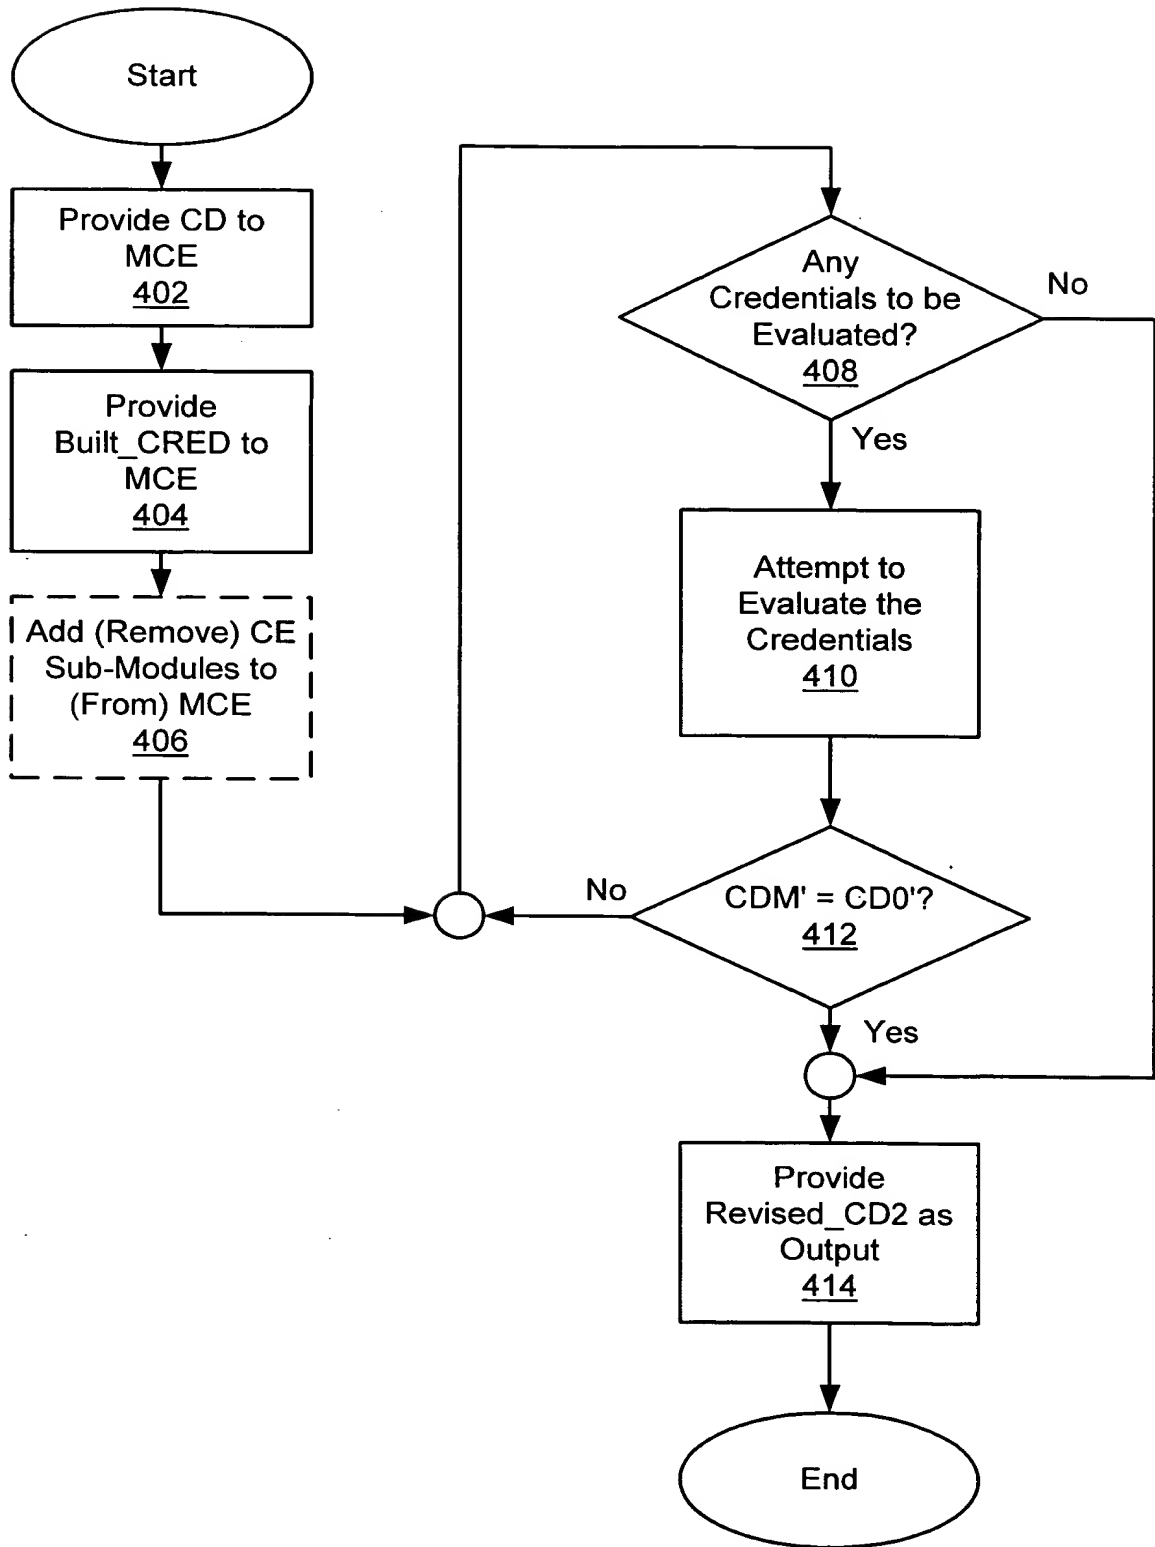 Start
Provide CD to
MCE
402
Provide
Built_CRED to
MCE
404
Add (Remove) CE
Sub-Modules to
(From) MCE
406
Any
Credentials to be
Evaluated?
408
No
Yes
Attempt to
Evaluate the
Credentials
410
No
CDM' = CD0'?
412
Yes
Provide
Revised_CD2 as
Output
414
End